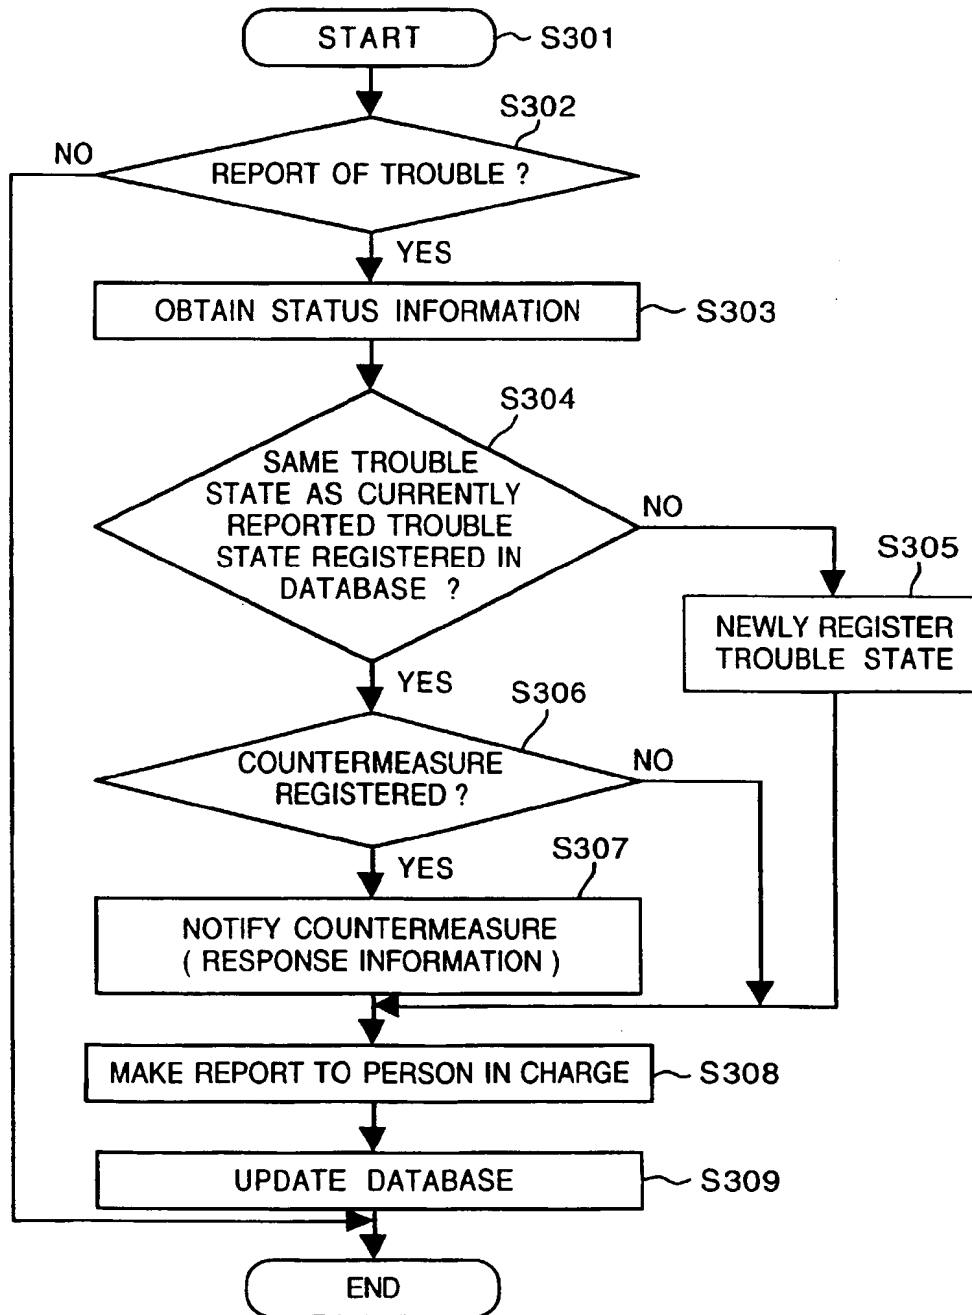 START
S301
S302
NO
REPORT OF TROUBLE ?
YES
OBTAIN STATUS INFORMATION
S303
S304
SAME TROUBLE
STATE AS CURRENTLY
REPORTED TROUBLE
STATE REGISTERED IN
DATABASE ?
NO
S305
NEWLY REGISTER
TROUBLE STATE
YES
S306
COUNTERMEASURE
REGISTERED ?
NO
YES
S307
NOTIFY COUNTERMEASURE
( RESPONSE INFORMATION )
MAKE REPORT TO PERSON IN CHARGE
S308
UPDATE DATABASE
S309
END